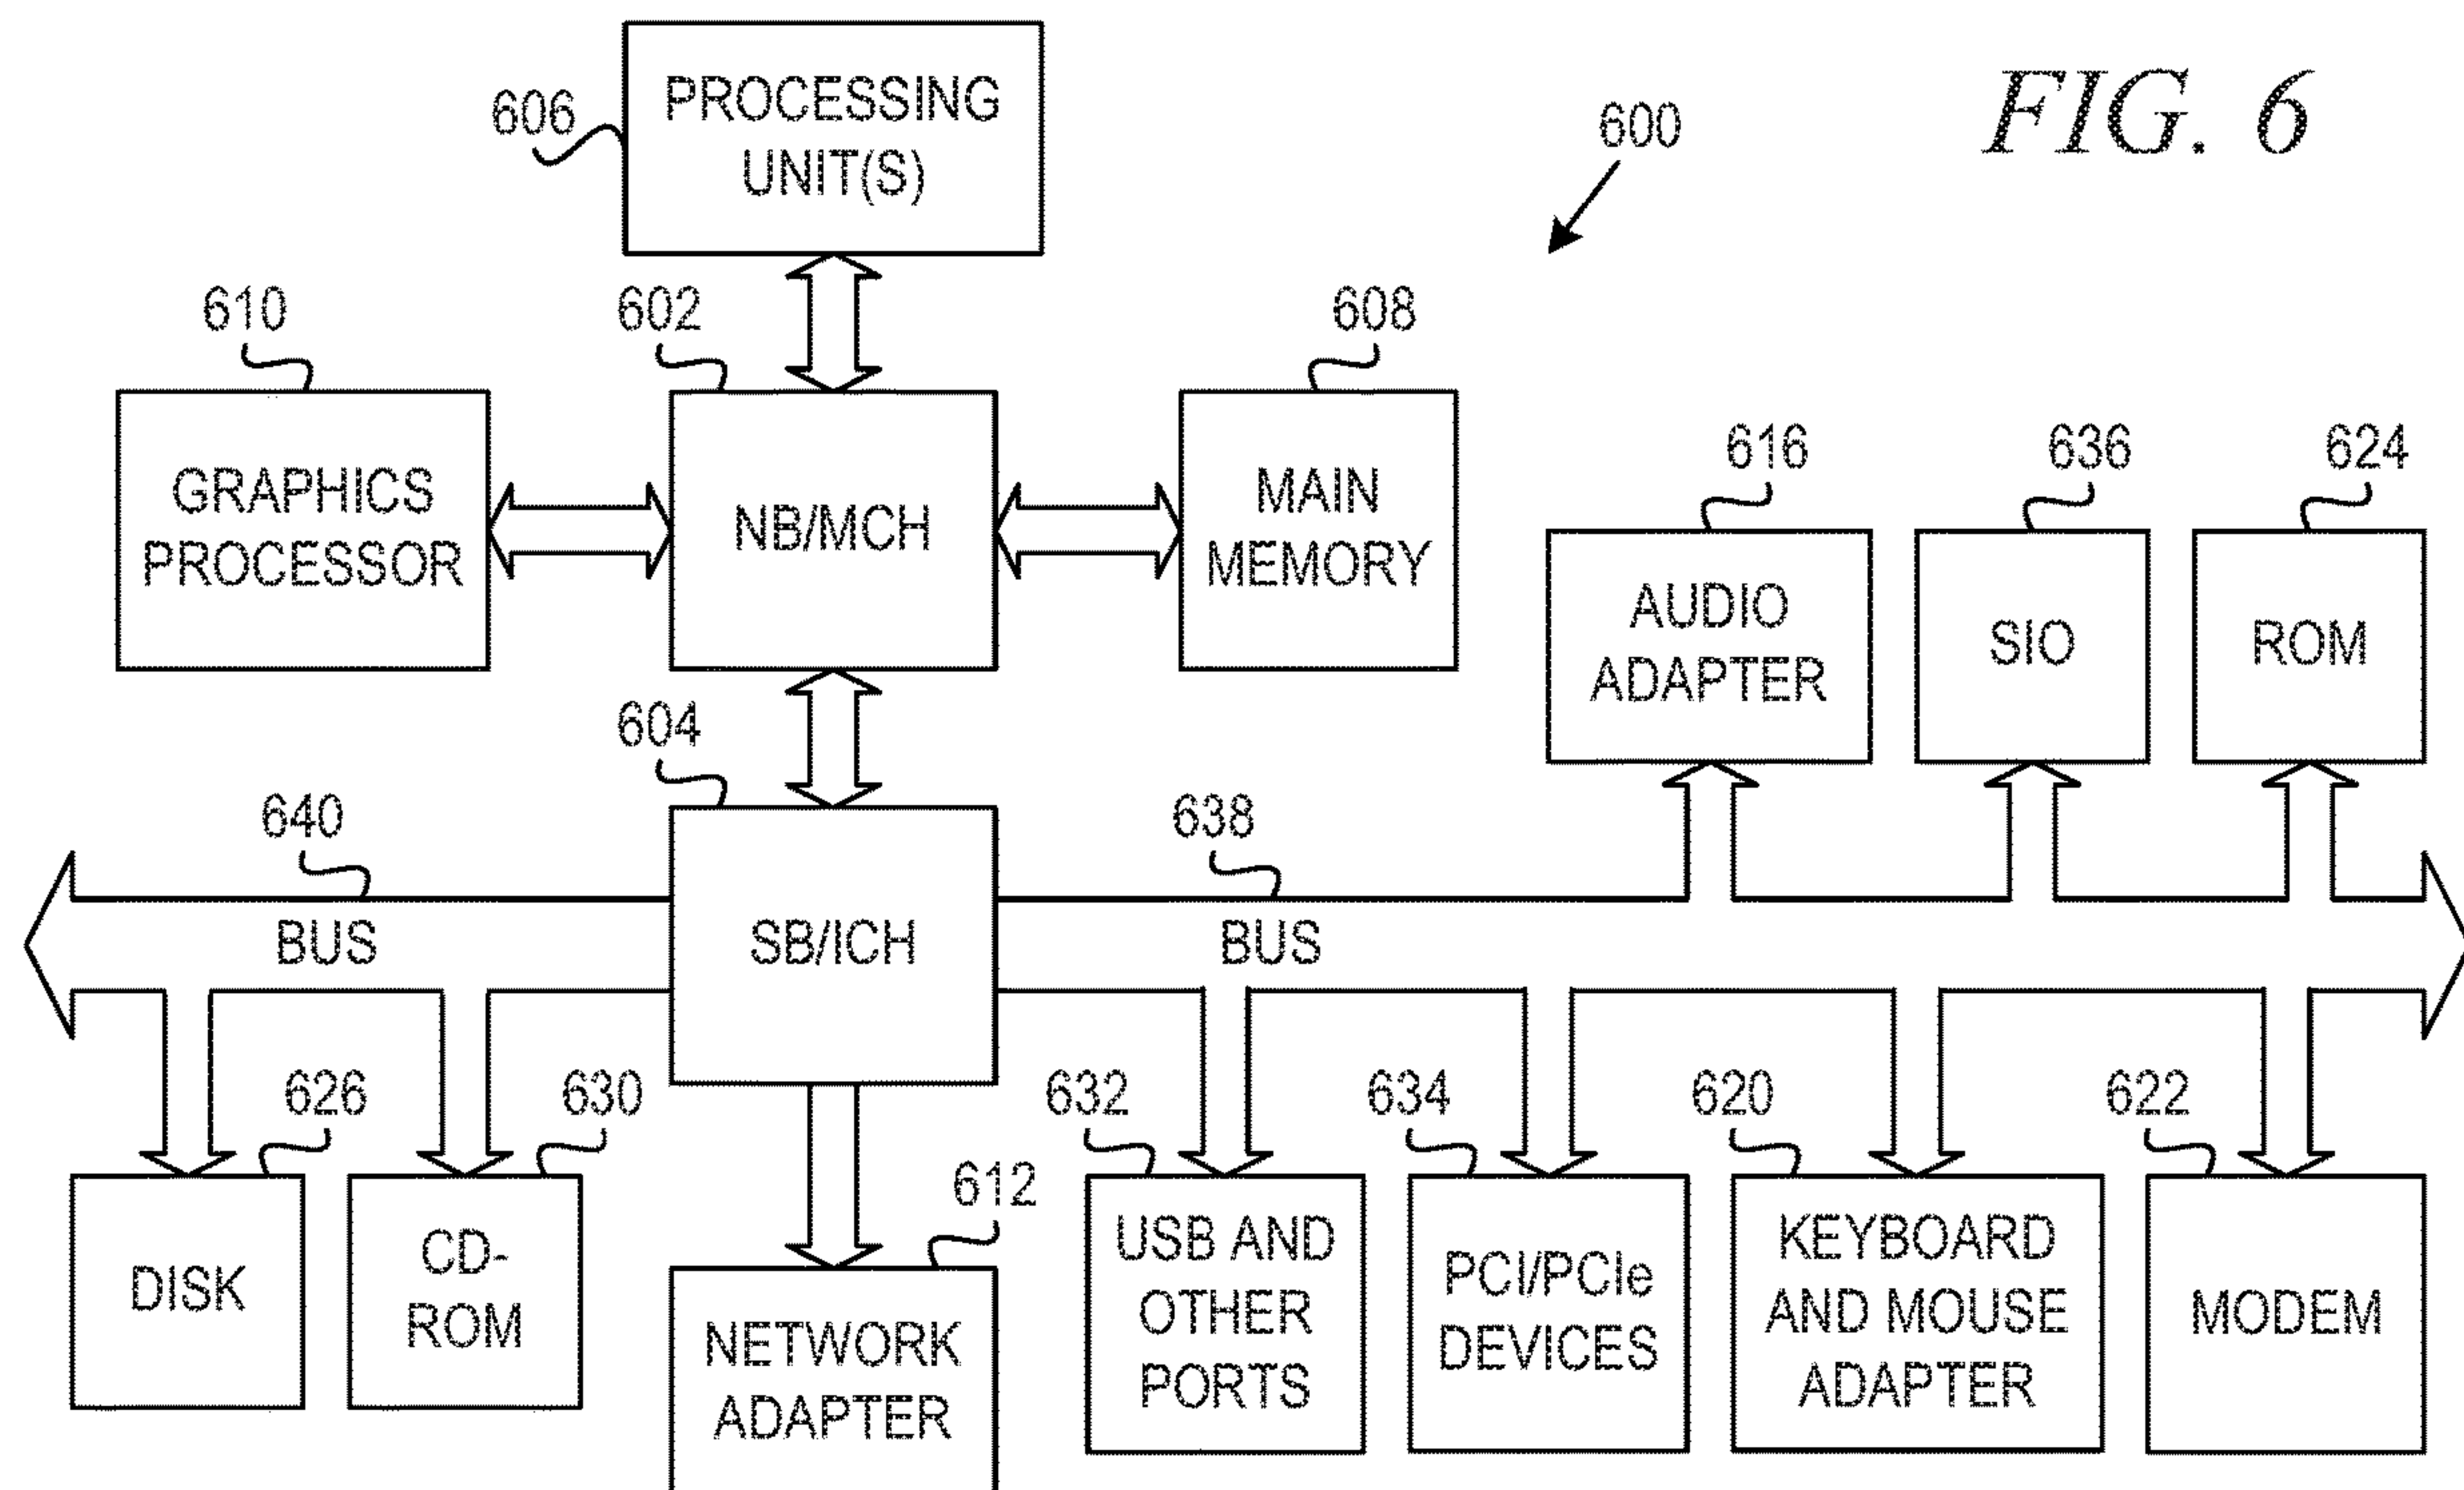 FIG. 6
600
606
PROCESSING
UNIT(S)
610
602
608
GRAPHICS
PROCESSOR
NB/MCH
MAIN
MEMORY
616
636
624
AUDIO
ADAPTER
SIO
ROM
604
640
638
BUS
SB/ICH
BUS
626
630
612
632
634
620
622
DISK
CD-
ROM
NETWORK
ADAPTER
USB AND
OTHER
PORTS
PCI/PCIe
DEVICES
KEYBOARD
AND MOUSE
ADAPTER
MODEM